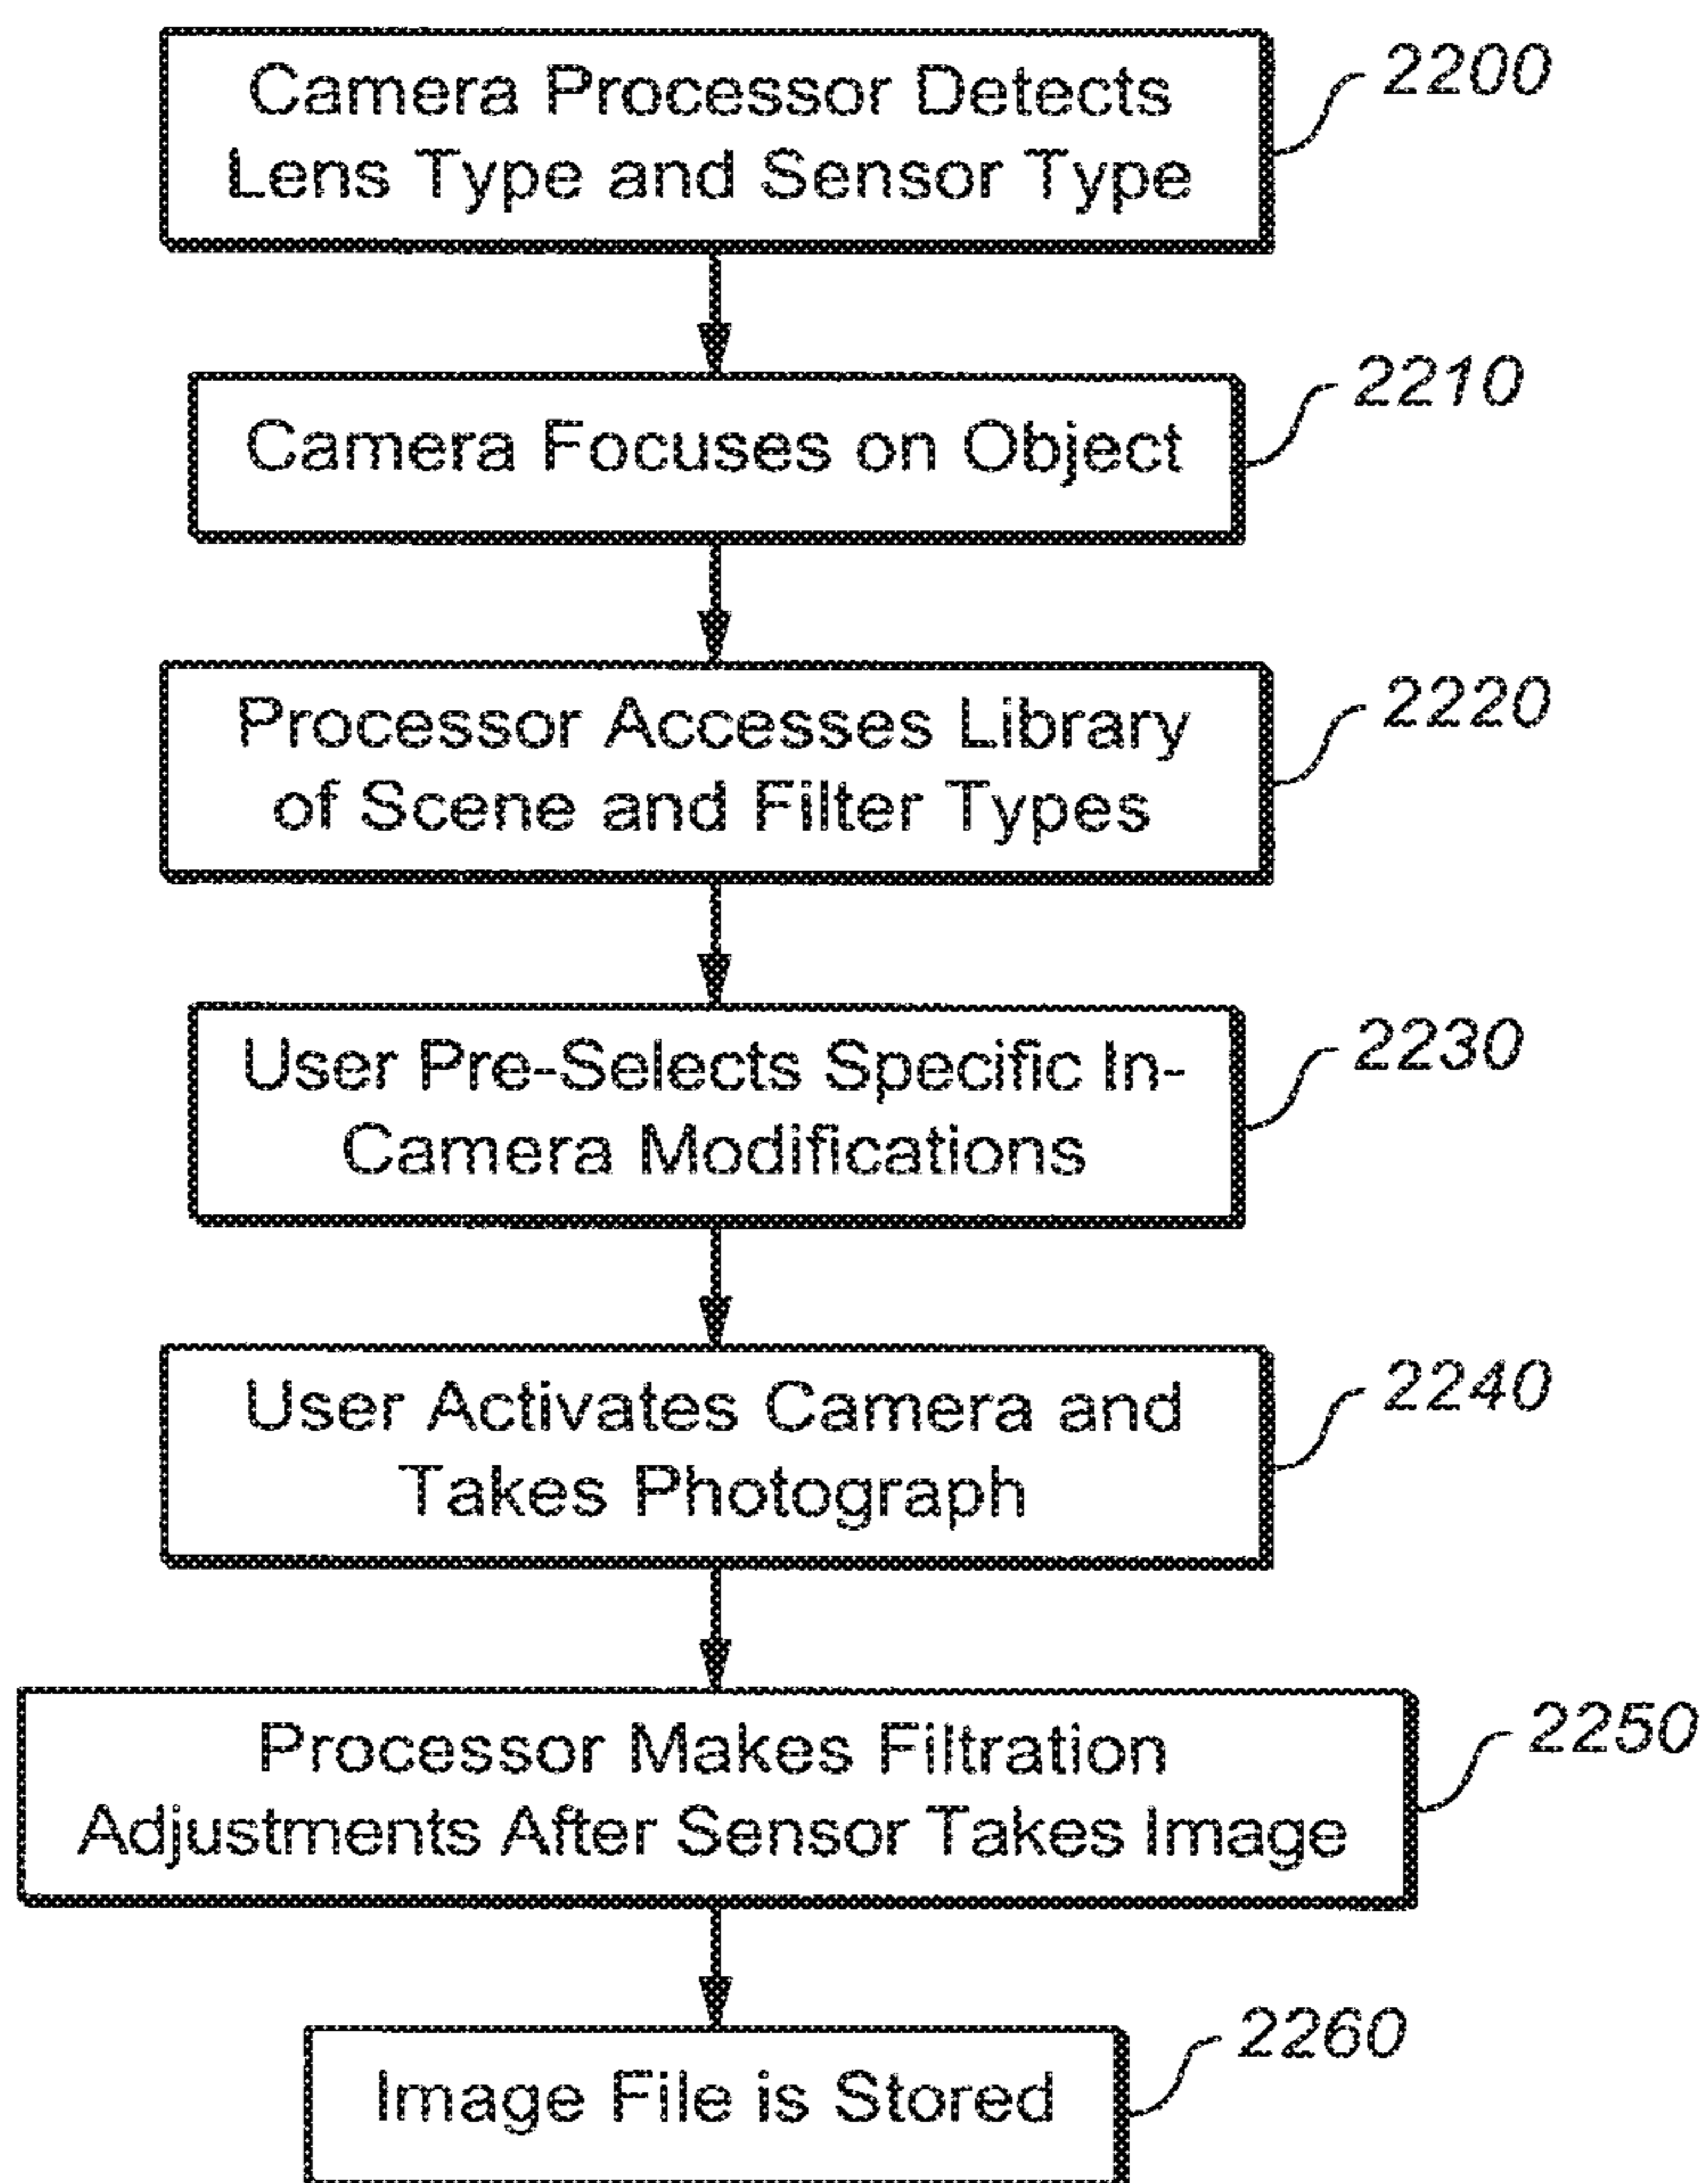 Camera Processor Detects
Lens Type and Sensor Type
2200
Camera Focuses on Object
2210
Processor Accesses Library
of Scene and Filter Types
2220
User Pre-Selects Specific In-
Camera Modifications
2230
User Activates Camera and
Takes Photograph
2240
Processor Makes Filtration
Adjustments After Sensor Takes Image
2250
Image File is Stored
2260